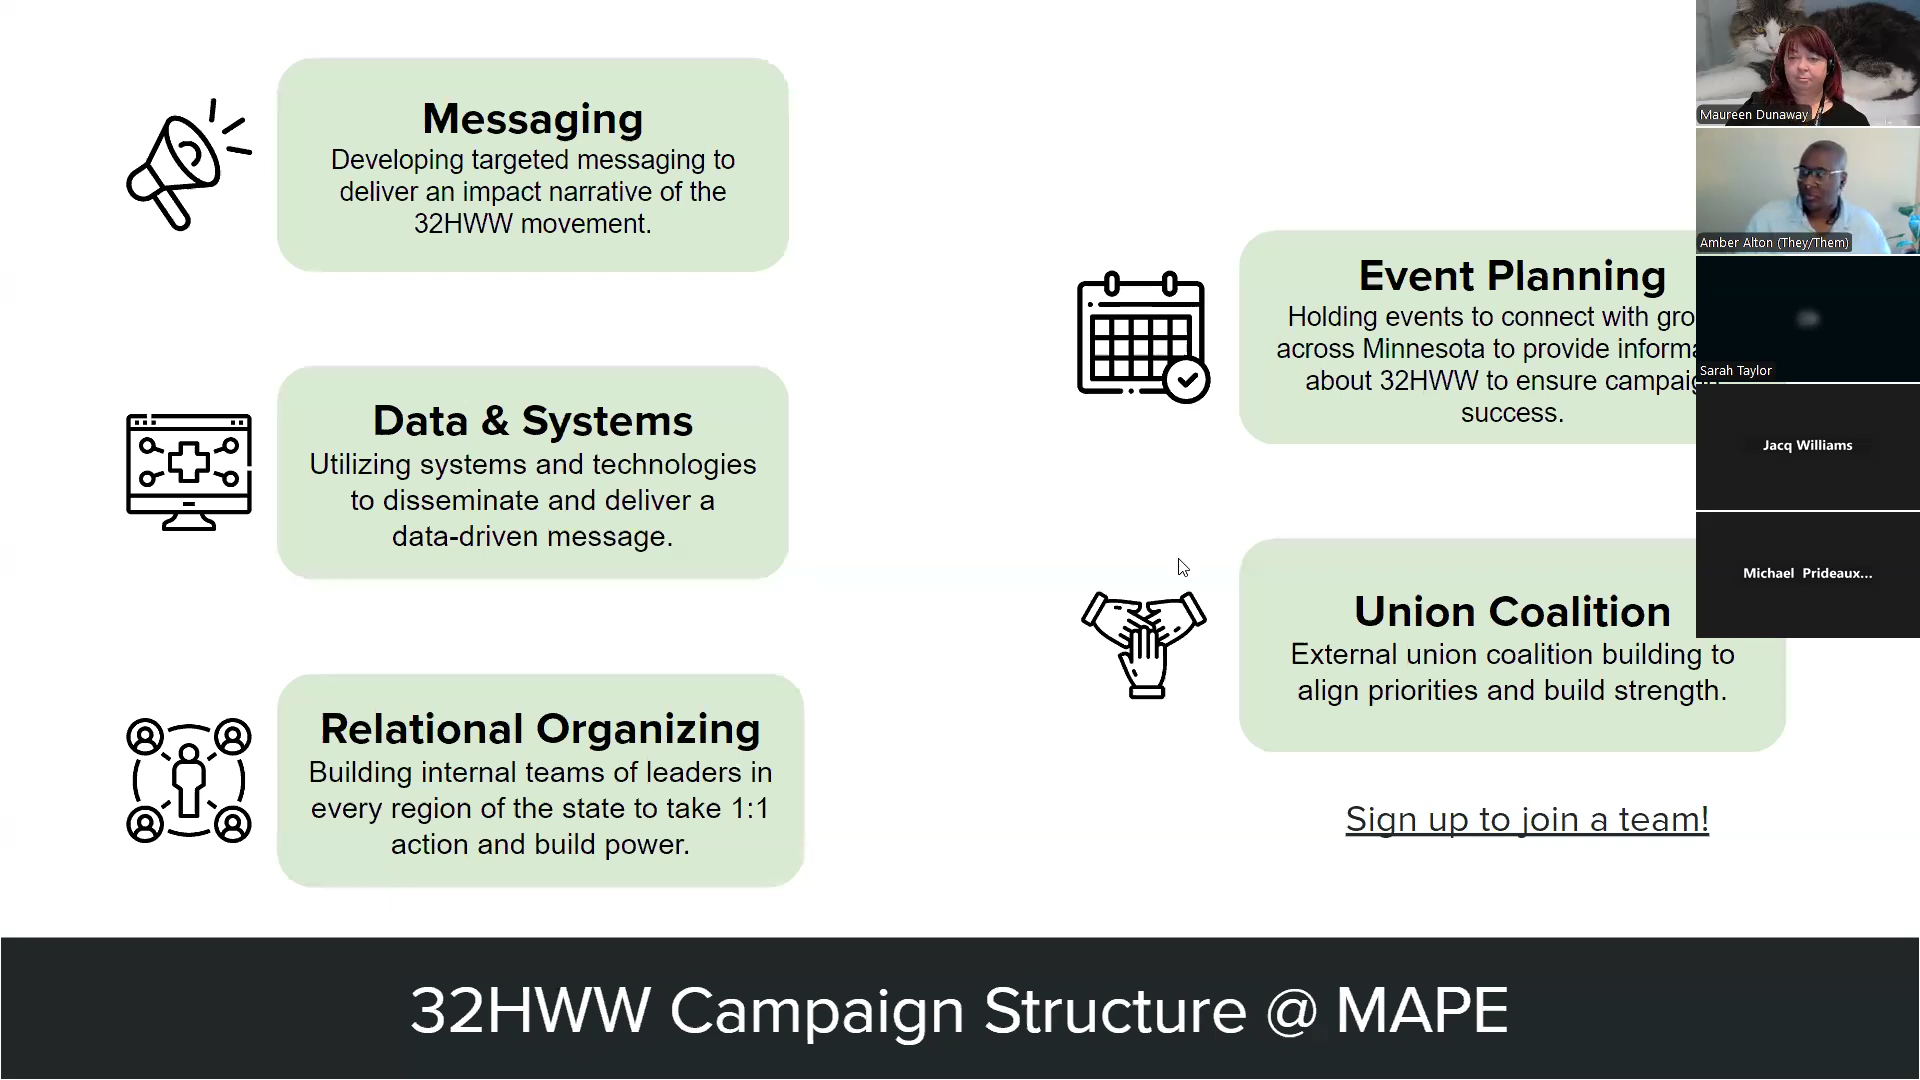 Messaging
Developing targeted messaging to
deliver an impact narrative of the
32HWW movement.
Data & Systems
Utilizing systems and technologies
to disseminate and deliver a
data-driven message.
Relational Organizing
Building internal teams of leaders in
every region of the state to take 1:1
action and build power.
Event Planning
Holding events to connect with gro
across Minnesota to provide informa
about 32HWW to ensure campaig
success.
Union Coalition
External union coalition building to
align priorities and build strength.
Sign up to join a team!
32HWW Campaign Structure @ MAPE
Maureen Dunaway
Amber Alton (They/Them)
Sarah Taylor
Jacq Williams
Michael Prideaux...